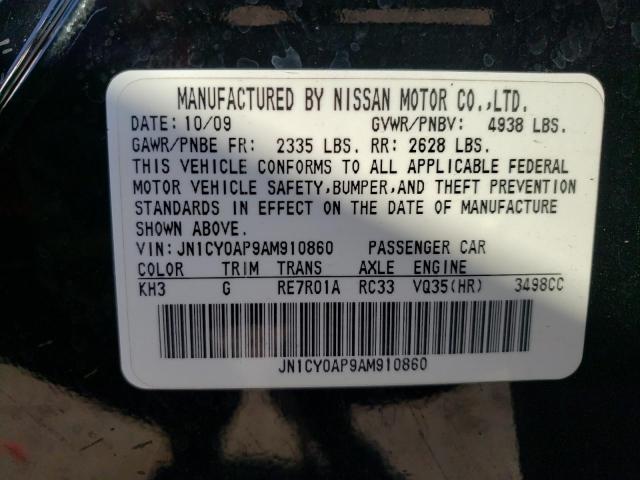 MANUFACTURED BY NISSAN MOTOR CO.,LTD.
DATE: 10/09 GVWR/PNBV: 4938 LBS.
GAWR/PNBE FR: 2335 LBS. RR: 2628 LBS.
THIS VEHICLE CONFORMS TO ALL APPLICABLE FEDERAL
MOTOR VEHICLE SAFETY,BUMPER,AND THEFT PREVENTION
STANDARDS IN EFFECT ON THE DATE OF MANUFACTURE
SHOWN ABOVE.
VIN: JN1CY0AP9AM910860 PASSENGER CAR
COLOR TRIM TRANS AXLE ENGINE
KH3 G RE7R01A RC33 VQ35(HR) 3498CC
JN1CY0AP9AM910860